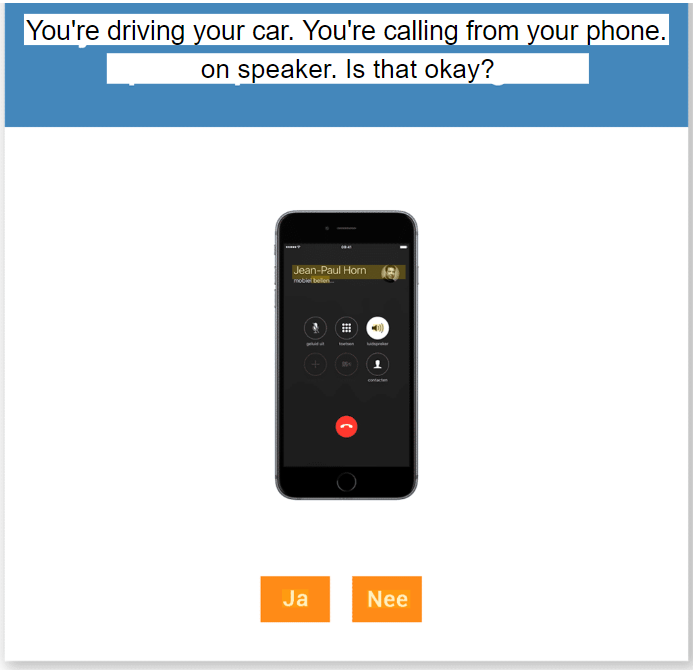 You're driving your car. You're calling from your phone.
on speaker. Is that okay?
09:41
Jean-Paul Horn
mobiel bellen...
geluid uit toetsen luidspreker
contacten
Ja Nee